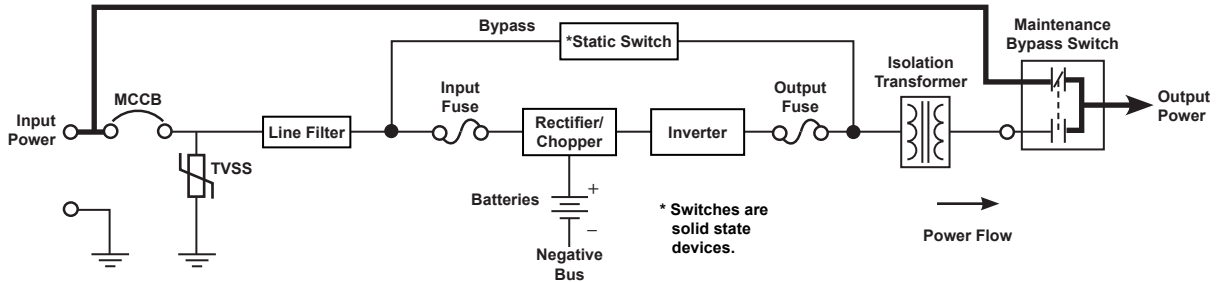 Bypass
*Static Switch
Maintenance
Bypass Switch
Isolation
Transformer
MCCB
Input
Fuse
Output
Fuse
Input
Power
Line Filter
Rectifier/
Chopper
Inverter
Output
Power
TVSS
Batteries
+
–
Negative
Bus
* Switches are
solid state
devices.
Power Flow